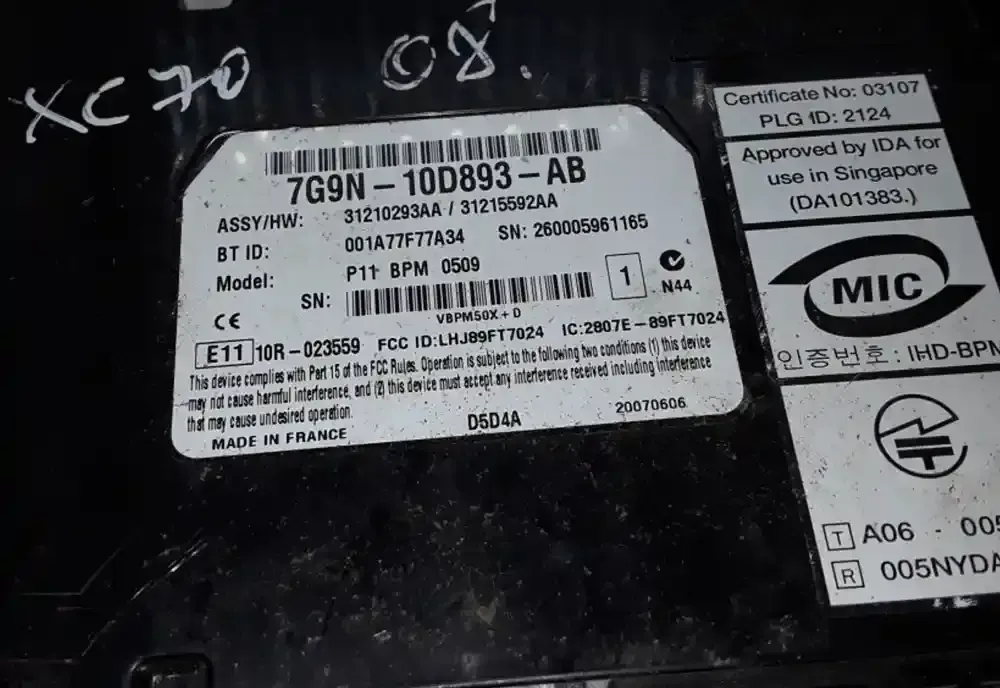 XC70 08.
7G9N-10D893-AB
ASSY/HW: 31210293AA / 31215592AA
BT ID: 001A77F77A34 SN: 260005961165
Model: P11 BPM 0509
SN:
1
N44
VBPM50X+D
CE
E11 10R-023559 FCC ID:LHJ89FT7024 IC:2807E-89FT7024
This device complies with Part 15 of the FCC Rules. Operation is subject to the following two conditions (1) this device
may not cause harmful interference, and (2) this device must accept any interference received including interference
that may cause undesired operation.
MADE IN FRANCE D5D4A 20070606
Certificate No: 03107
PLG ID: 2124
Approved by IDA for
use in Singapore
(DA101383.)
MIC
인증번호: IHD-BPM
T A06 - 005
R 005NYDA